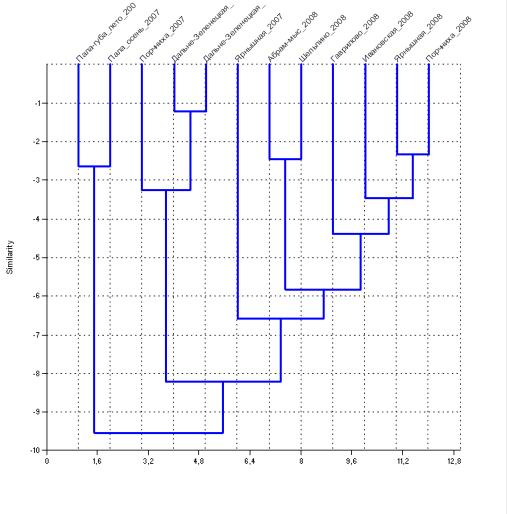 Пала-губа_лето_200
Пала_осень_2007
Порчниха_2007
Дальне-Зеленецкая_
Дальне-Зеленецкая_
Ярнышная_2007
Абрам-мыс_2008
Шельпино_2008
Гаврилово_2008
Ивановская_2008
Ярнышная_2008
Порчниха_2008
-1
-2
-3
-4
-5
-6
-7
-8
-9
-10
Similarity
0 1,6 3,2 4,8 6,4 8 9,6 11,2 12,8